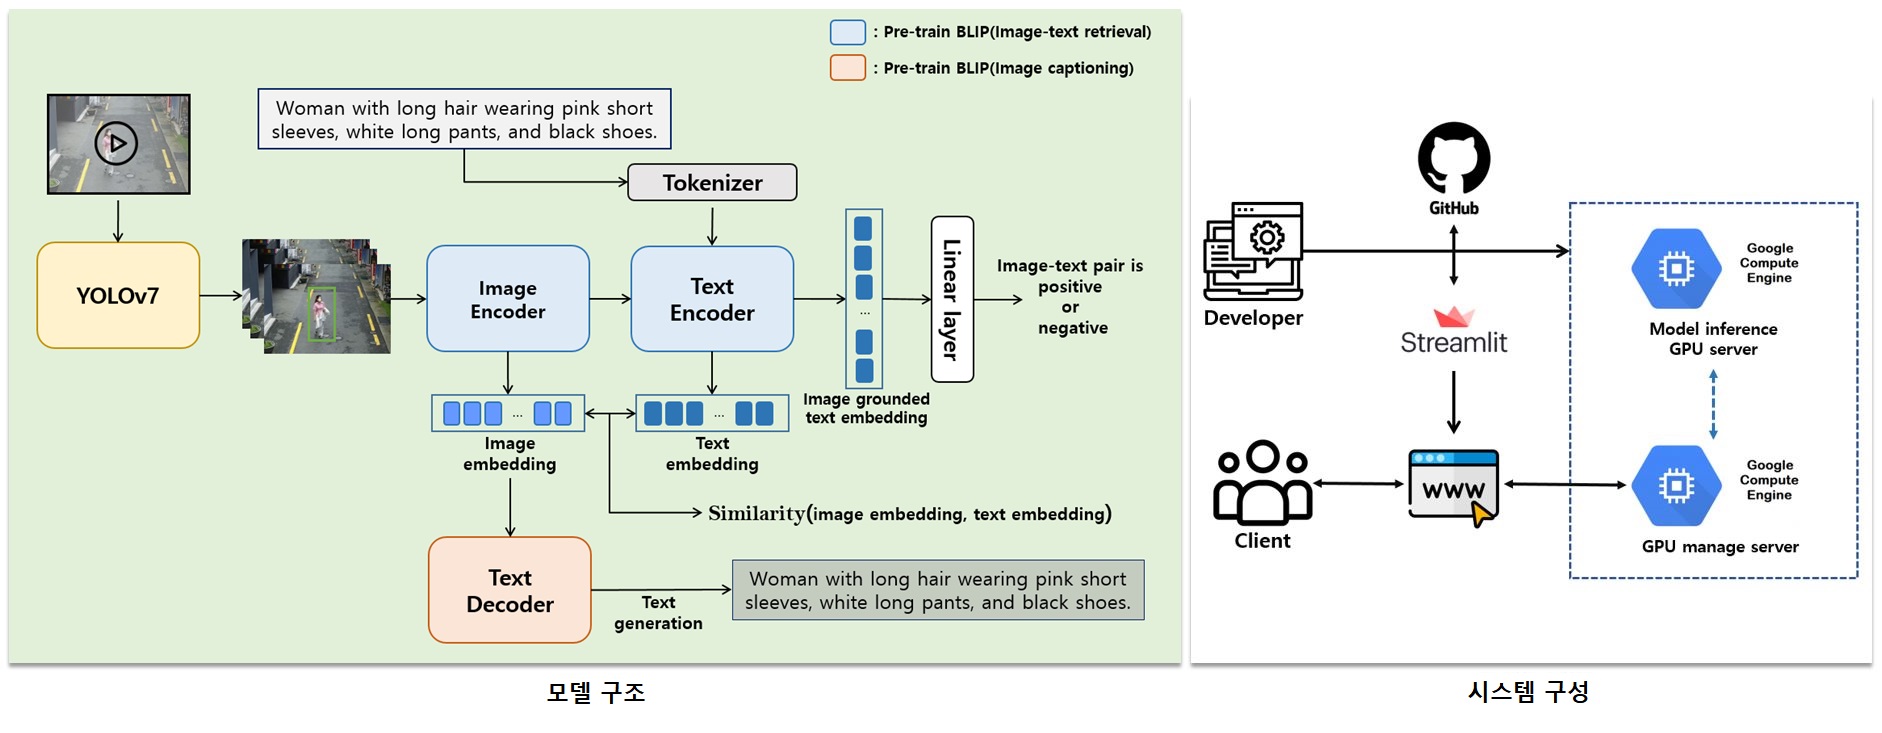 : Pre-train BLIP(Image-text retrieval)
: Pre-train BLIP(Image captioning)
Woman with long hair wearing pink short
sleeves, white long pants, and black shoes.
Tokenizer
YOLOv7
Image
Encoder
Text
Encoder
...
Linear layer
Image-text pair is
positive
or
negative
Image grounded
text embedding
...
Image
embedding
...
Text
embedding
Similarity(image embedding, text embedding)
Text
Decoder
Text
generation
Woman with long hair wearing pink short
sleeves, white long pants, and black shoes.
모델 구조
GitHub
Developer
Streamlit
Google
Compute
Engine
Model inference
GPU server
www
Client
Google
Compute
Engine
GPU manage server
시스템 구성